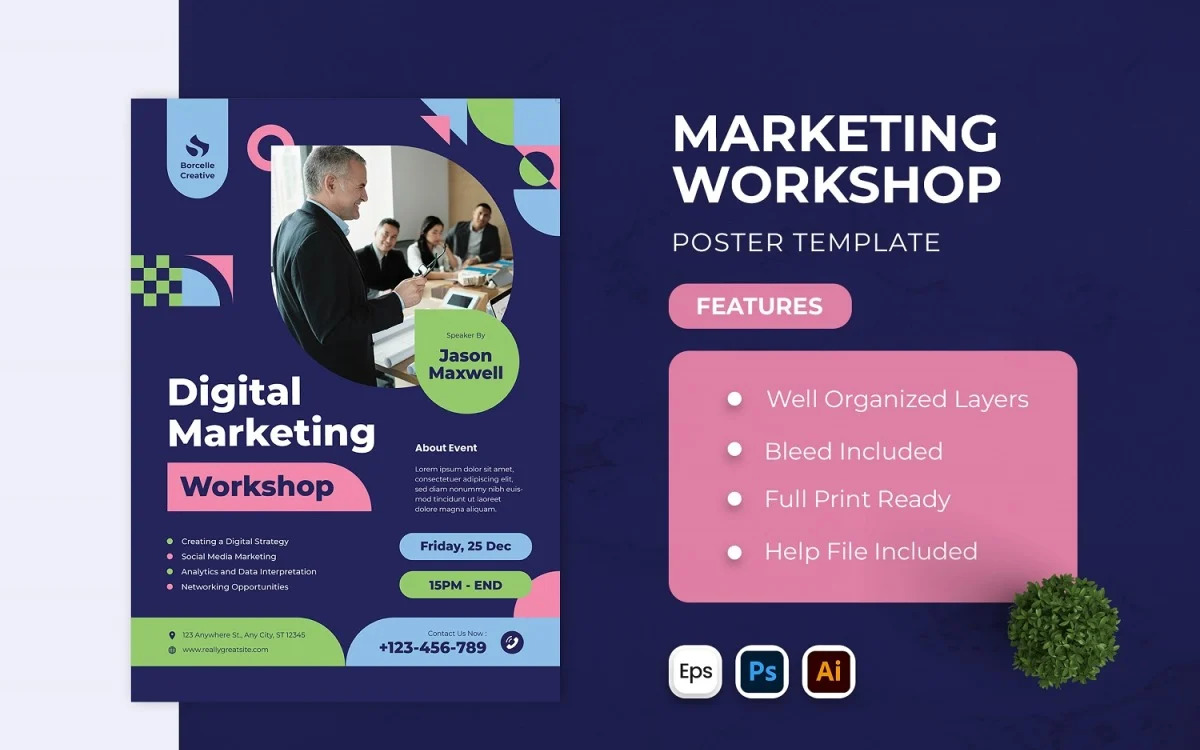 Borcelle
Creative
Speaker By
Jason
Maxwell
Digital
Marketing
Workshop
About Event
Lorem ipsum dolor sit amet,
consectetuer adipiscing elit,
sed diam nonummy nibh euis-
mod tincidunt ut laoreet
dolore magna aliquam.
Creating a Digital Strategy
Social Media Marketing
Analytics and Data Interpretation
Networking Opportunities
Friday, 25 Dec
15PM - END
123 Anywhere St., Any City, ST 12345
www.reallygreatsite.com
Contact Us Now :
+123-456-789
MARKETING
WORKSHOP
POSTER TEMPLATE
FEATURES
Well Organized Layers
Bleed Included
Full Print Ready
Help File Included
Eps
Ps
Ai